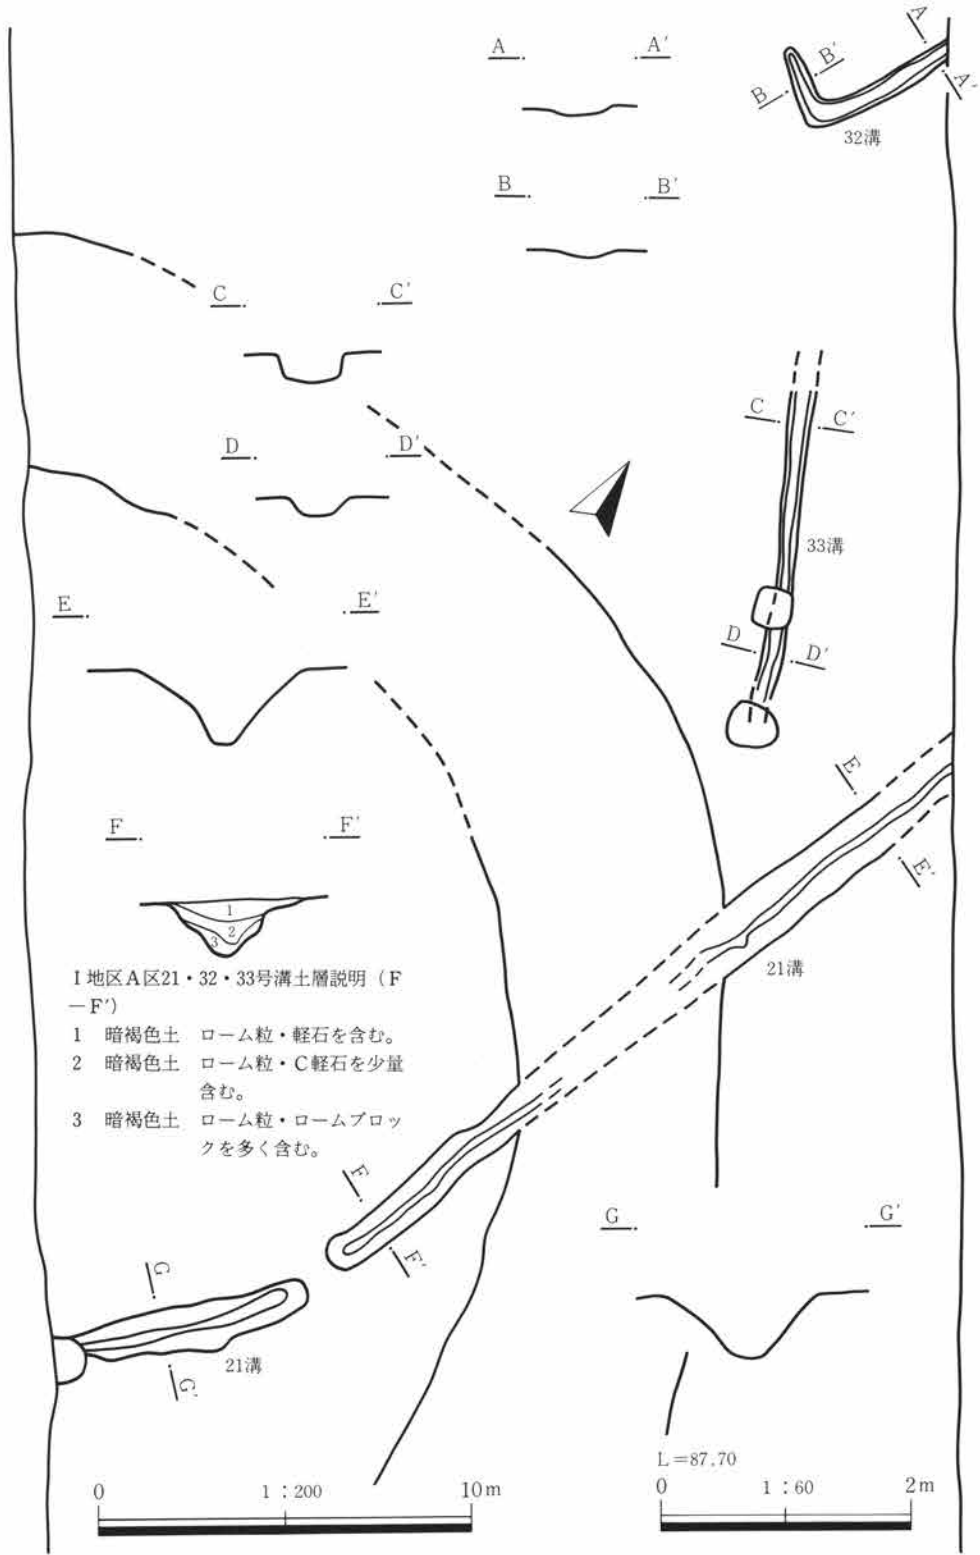 A A'
A
A'
B'
B
32溝
B B'
C C'
C
C'
D D'
33溝
D
D'
E E'
E
E'
F F'
1
2
3
21溝
I地区A区21・32・33号溝土層説明（F
―F'）
1 暗褐色土 ローム粒・軽石を含む。
2 暗褐色土 ローム粒・C軽石を少量
含む。
3 暗褐色土 ローム粒・ロームブロッ
クを多く含む。
F
F'
G G'
G
G'
21溝
L＝87.70
0 1：200 10m
0 1：60 2m